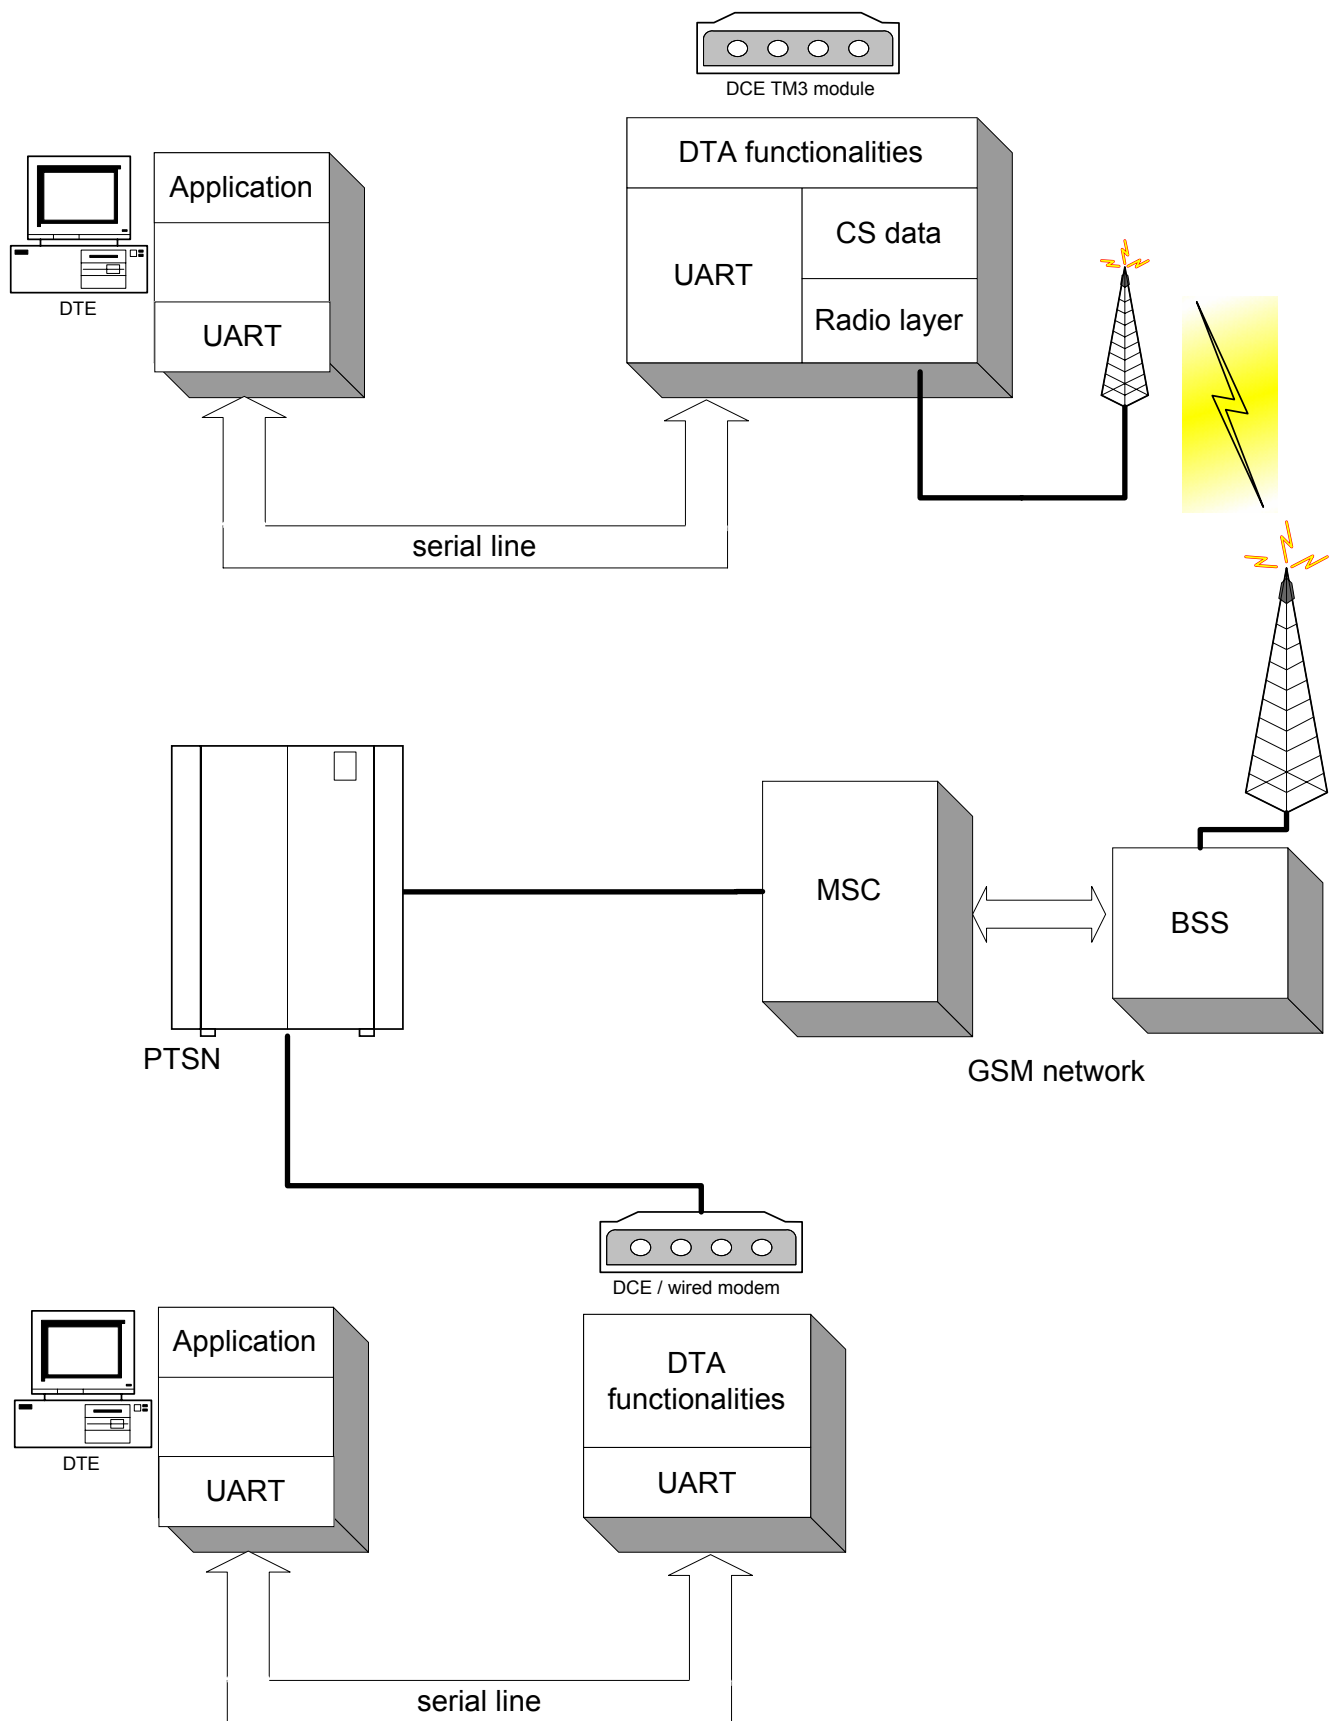 DCE TM3 module
DTA functionalities
Application
CS data
UART
DTE
Radio layer
UART
serial line
MSC
BSS
PTSN
GSM network
DCE / wired modem
Application
DTA
functionalities
DTE
UART
UART
serial line